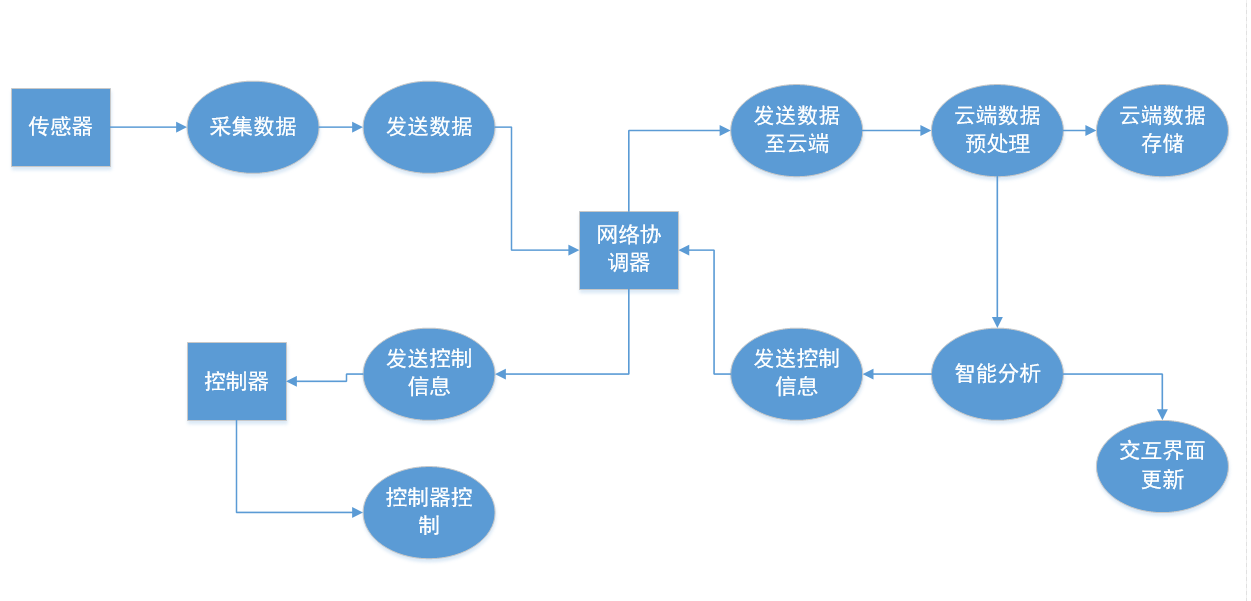 传感器
采集数据
发送数据
发送数据
至云端
云端数据
预处理
云端数据
存储
网络协
调器
控制器
发送控制
信息
发送控制
信息
智能分析
交互界面
更新
控制器控
制